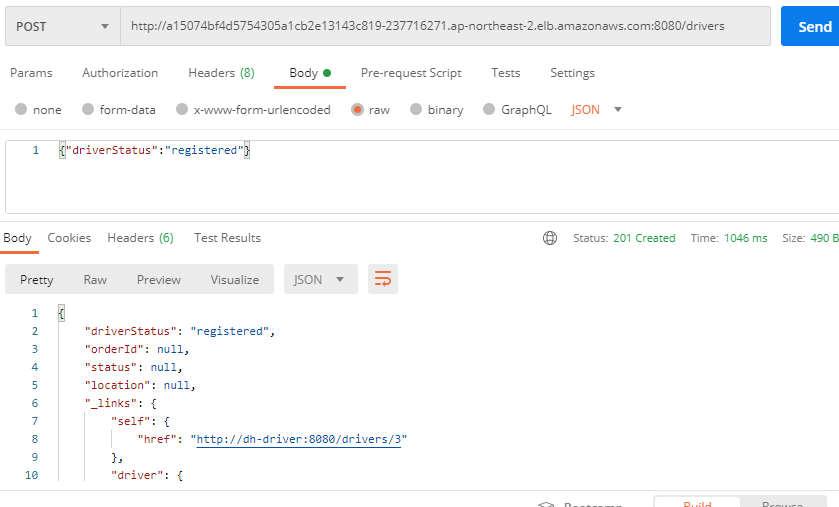 POST http://a15074bf4d5754305a1cb2e13143c819-237716271.ap-northeast-2.elb.amazonaws.com:8080/drivers Send
Params Authorization Headers (8) Body Pre-request Script Tests Settings
none form-data x-www-form-urlencoded raw binary GraphQL JSON
1 {"driverStatus":"registered"}
Body Cookies Headers (6) Test Results Status: 201 Created Time: 1046 ms Size: 490 B
Pretty Raw Preview Visualize JSON
1 {
2 "driverStatus": "registered",
3 "orderId": null,
4 "status": null,
5 "location": null,
6 "_links": {
7 "self": {
8 "href": "http://dh-driver:8080/drivers/3"
9 },
10 "driver": {
Bootcamp Build Browse